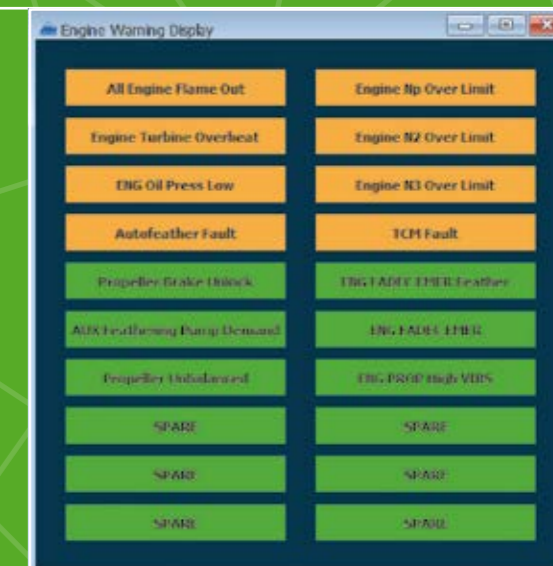 Engine Warning Display
All Engine Flame Out
Engine Np Over Limit
Engine Turbine Overheat
Engine N2 Over Limit
ENG Oil Press Low
Engine N3 Over Limit
Autofeather Fault
TCM Fault
Propeller Brake Unlock
ENG FADEC EMER Feather
AUX Feathering Pump Demand
ENG FADEC EMER
Propeller Unbalanced
ENG PROP High VIBS
SPARE
SPARE
SPARE
SPARE
SPARE
SPARE